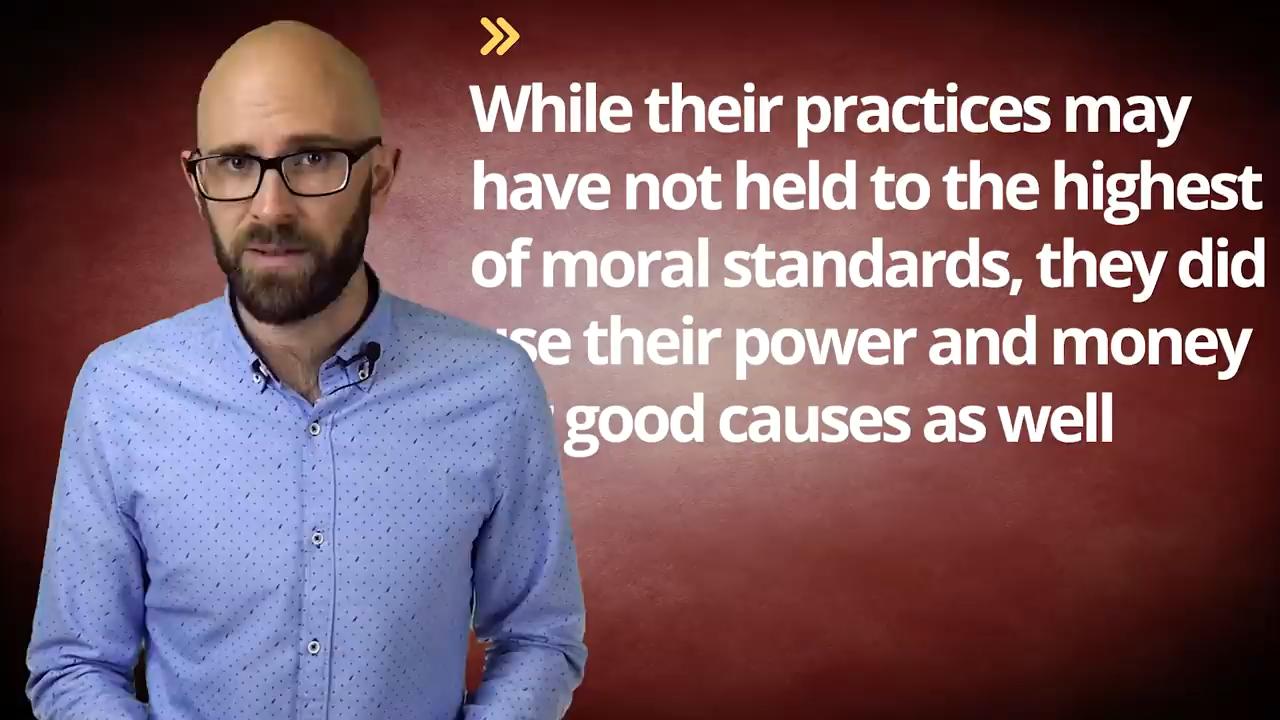 While their practices may
have not held to the highest
of moral standards, they did
their power and money
good causes as well